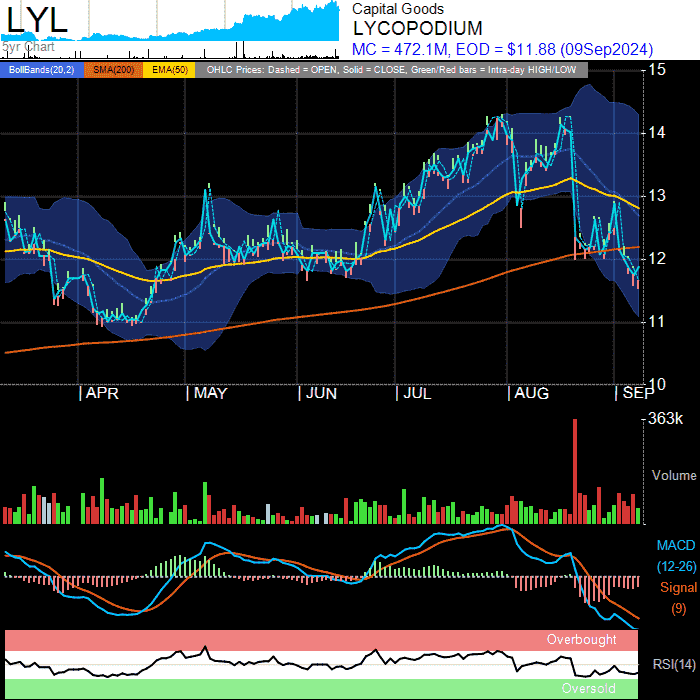 LYL
Capital Goods
LYCOPODIUM
MC = 472.1M, EOD = $11.88 (09Sep2024)
5yr Chart
BollBands(20,2) SMA(200) EMA(50) OHLC Prices: Dashed = OPEN, Solid = CLOSE, Green/Red bars = Intra-day HIGH/LOW
15
14
13
12
11
10
APR MAY JUN JUL AUG SEP
363k
Volume
MACD
(12-26)
Signal
(9)
Overbought
RSI(14)
Oversold